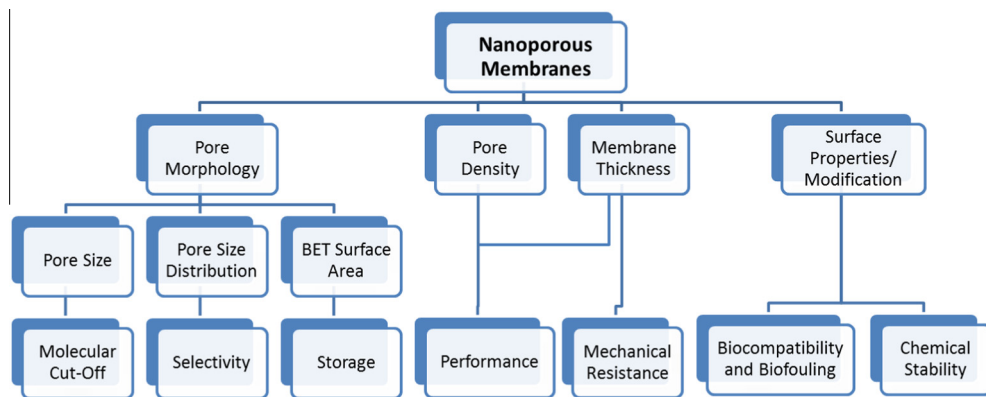 Nanoporous
Membranes
Pore
Morphology
Pore
Density
Membrane
Thickness
Surface
Properties/
Modification
Pore Size
Pore Size
Distribution
BET Surface
Area
Molecular
Cut-Off
Selectivity
Storage
Performance
Mechanical
Resistance
Biocompatibility
and Biofouling
Chemical
Stability